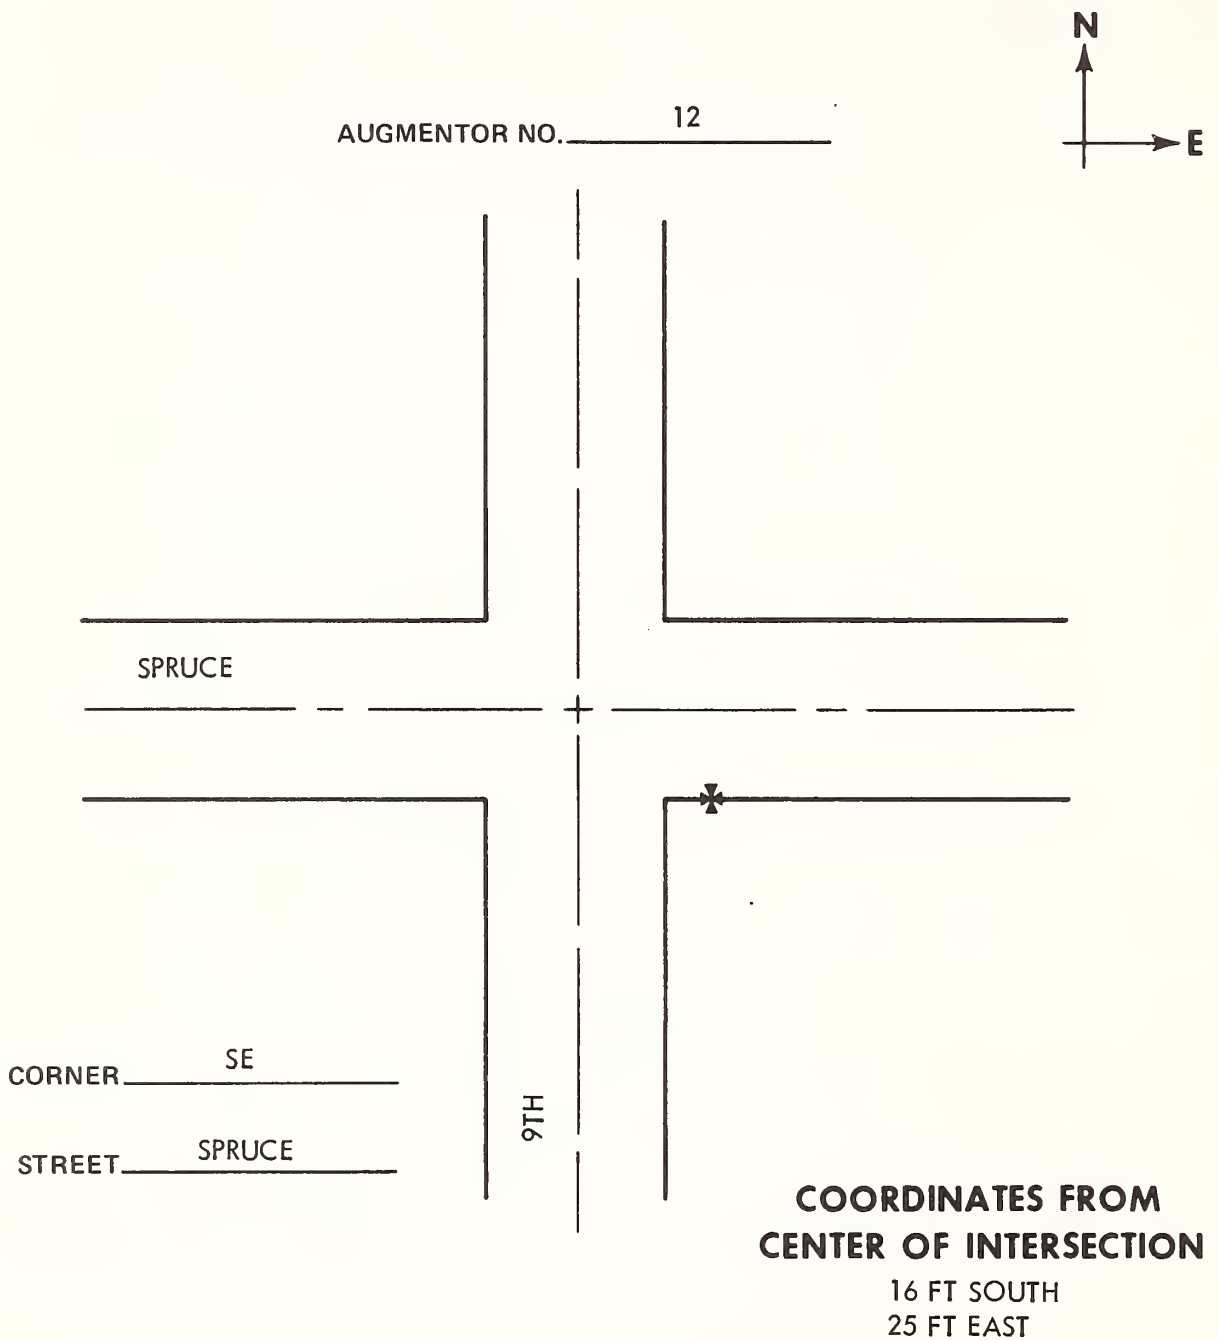 N
AUGMENTOR NO. 12
E
SPRUCE
CORNER SE
9TH
STREET SPRUCE
COORDINATES FROM
CENTER OF INTERSECTION
16 FT SOUTH
25 FT EAST